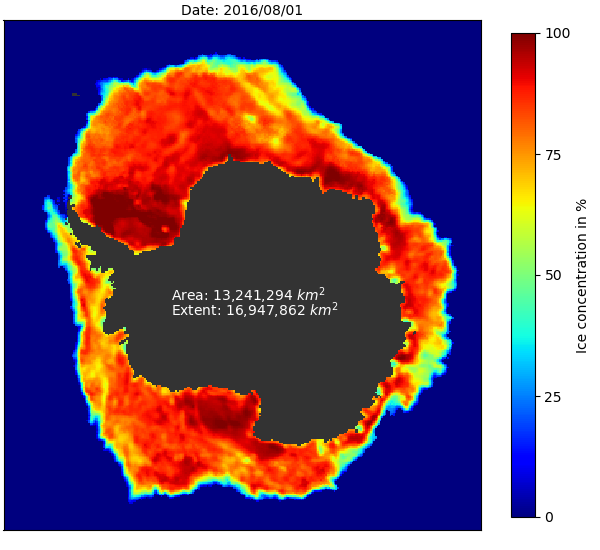 Date: 2016/08/01
Area: 13,241,294 km²
Extent: 16,947,862 km²
100
75
50
25
0
Ice concentration in %